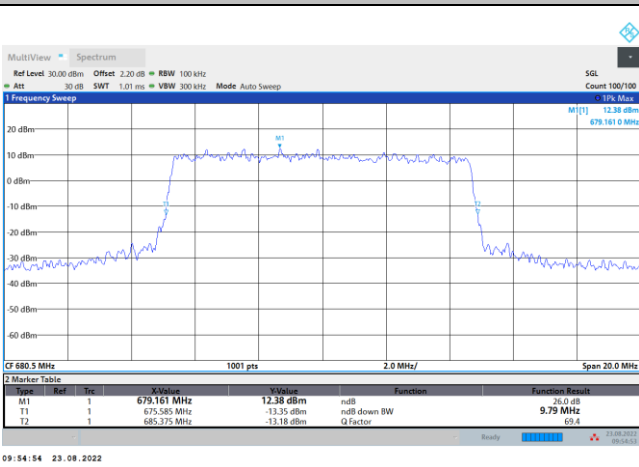 MultiView Spectrum
Ref Level 30.00 dBm Offset 2.20 dB RBW 100 kHz SGL
Att 30 dB SWT 1.01 ms VBW 300 kHz Mode Auto Sweep Count 100/100
1 Frequency Sweep 1Pk Max
M1[1] 12.38 dBm
679.161 0 MHz
20 dBm
M1
10 dBm
0 dBm
-10 dBm
T1 T2
-20 dBm
-30 dBm
-40 dBm
-50 dBm
-60 dBm
CF 680.5 MHz 1001 pts 2.0 MHz/ Span 20.0 MHz
2 Marker Table
Type Ref Trc X-Value Y-Value Function Function Result
M1 1 679.161 MHz 12.38 dBm ndB 26.0 dB
T1 1 675.585 MHz -13.35 dBm ndB down BW 9.79 MHz
T2 1 685.375 MHz -13.18 dBm Q Factor 69.4
Ready 23.08.2022
09:54:53
09:54:54 23.08.2022